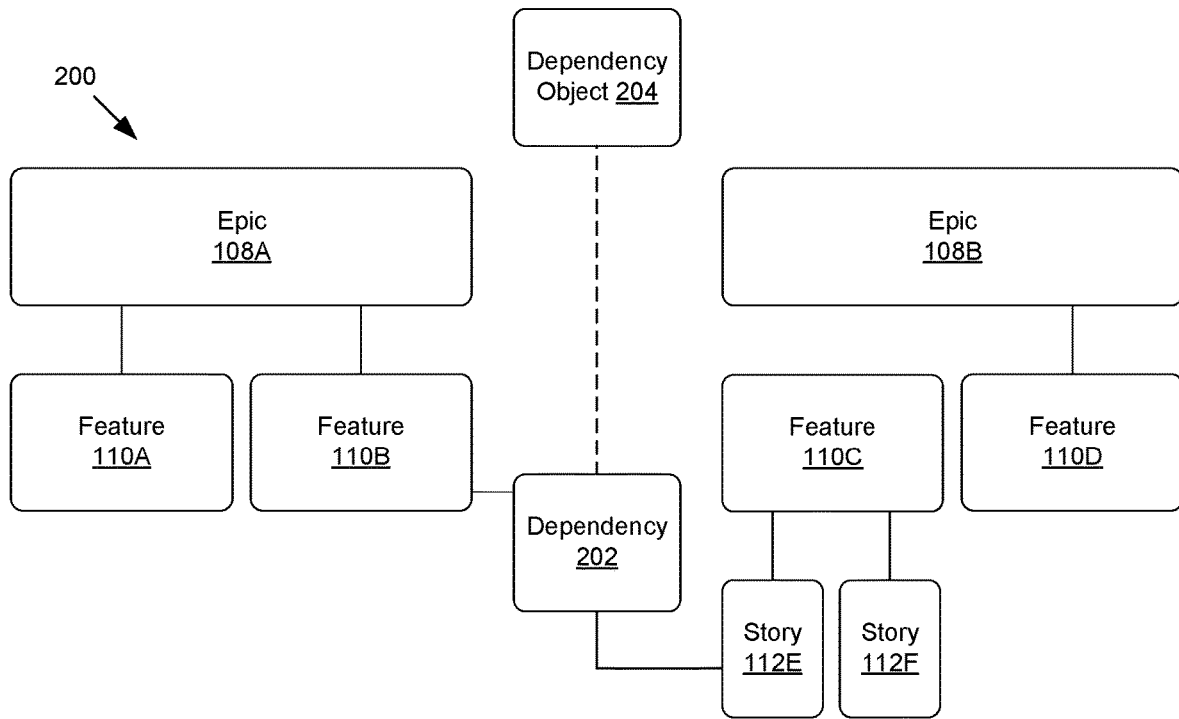 Dependency
Object 204
200
Epic
108A
Epic
108B
Feature
110A
Feature
110B
Feature
110C
Feature
110D
Dependency
202
Story
112E
Story
112F